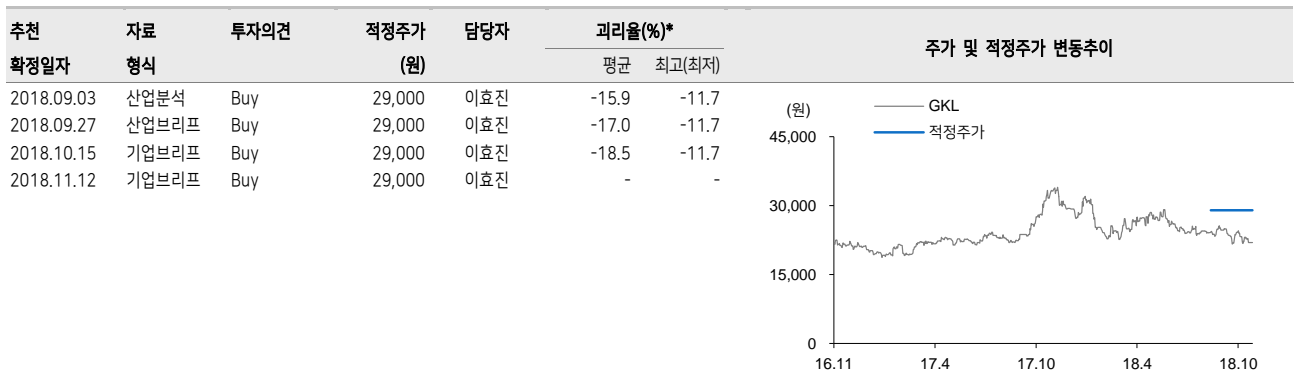 추천 자료 투자의견 적정주가 담당자 괴리율(%)*
확정일자 형식 (원) 평균 최고(최저)
2018.09.03 산업분석 Buy 29,000 이효진 -15.9 -11.7
2018.09.27 산업브리프 Buy 29,000 이효진 -17.0 -11.7
2018.10.15 기업브리프 Buy 29,000 이효진 -18.5 -11.7
2018.11.12 기업브리프 Buy 29,000 이효진 - -
주가 및 적정주가 변동추이
(원)
GKL
적정주가
45,000
30,000
15,000
0
16.11 17.4 17.10 18.4 18.10